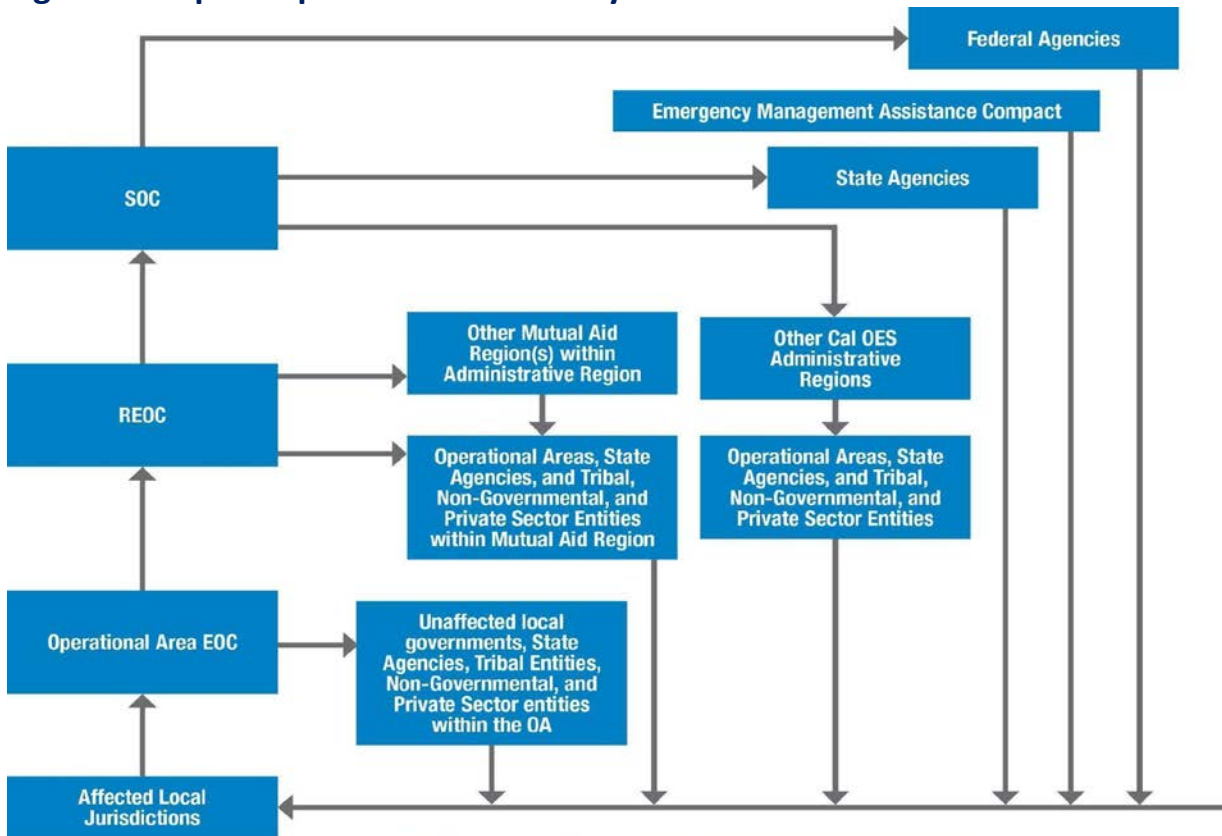 Federal Agencies
Emergency Management Assistance Compact
SOC
State Agencies
Other Mutual Aid
Region(s) within
Administrative Region
Other Cal OES
Administrative
Regions
REOC
Operational Areas, State
Agencies, and Tribal,
Non-Governmental, and
Private Sector Entities
within Mutual Aid Region
Operational Areas, State
Agencies, and Tribal,
Non-Governmental, and
Private Sector Entities
Operational Area EOC
Unaffected local
governments, State
Agencies, Tribal Entities,
Non-Governmental, and
Private Sector entities
within the OA
Affected Local
Jurisdictions